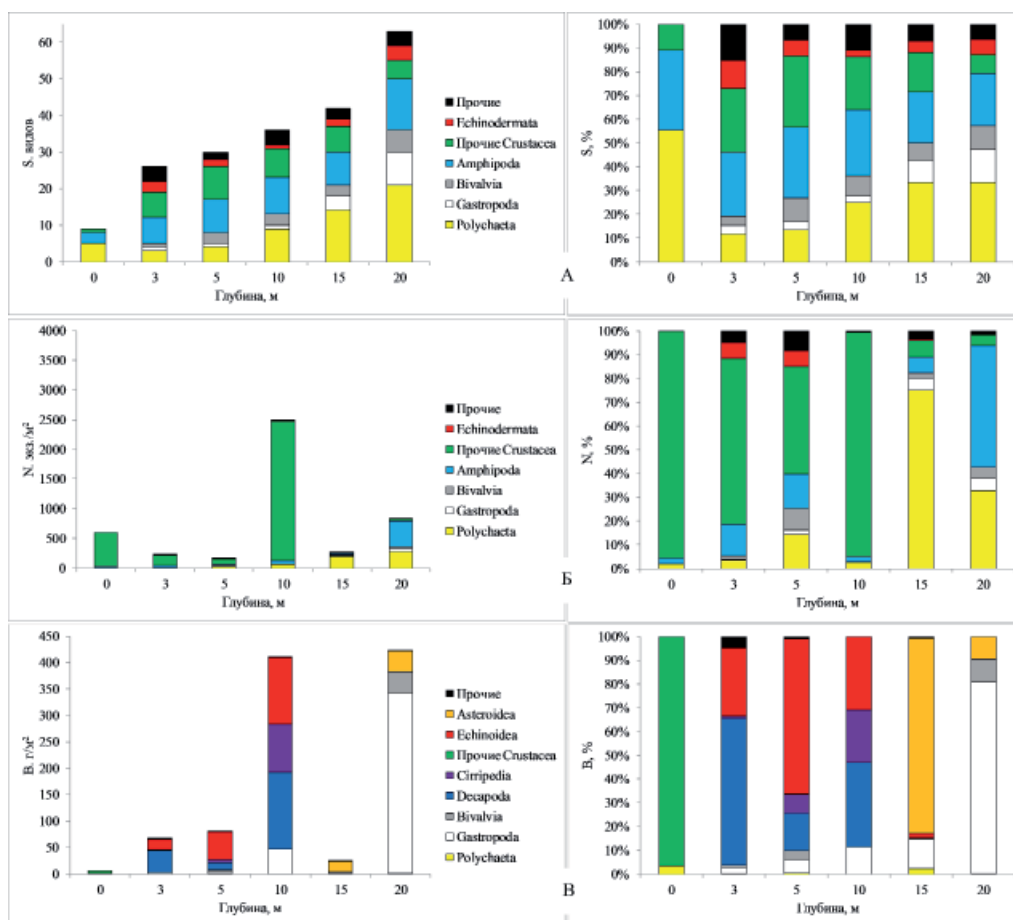 S, видов
60
50
40
30
20
10
0
0 3 5 10 15 20
Глубина, м
Прочие
Echinodermata
Прочие Crustacea
Amphipoda
Bivalvia
Gastropoda
Polychaeta
А
S, %
100%
90%
80%
70%
60%
50%
40%
30%
20%
10%
0%
0 3 5 10 15 20
Глубина, м
N. экз./м²
4000
3500
3000
2500
2000
1500
1000
500
0
0 3 5 10 15 20
Глубина, м
Прочие
Echinodermata
Прочие Crustacea
Amphipoda
Bivalvia
Gastropoda
Polychaeta
Б
N, %
100%
90%
80%
70%
60%
50%
40%
30%
20%
10%
0%
0 3 5 10 15 20
Глубина, м
В. г/м²
450
400
350
300
250
200
150
100
50
0
0 3 5 10 15 20
Глубина, м
Прочие
Asteroidea
Echinoidea
Прочие Crustacea
Cirripedia
Decapoda
Bivalvia
Gastropoda
Polychaeta
В
B, %
100%
90%
80%
70%
60%
50%
40%
30%
20%
10%
0%
0 3 5 10 15 20
Глубина, м